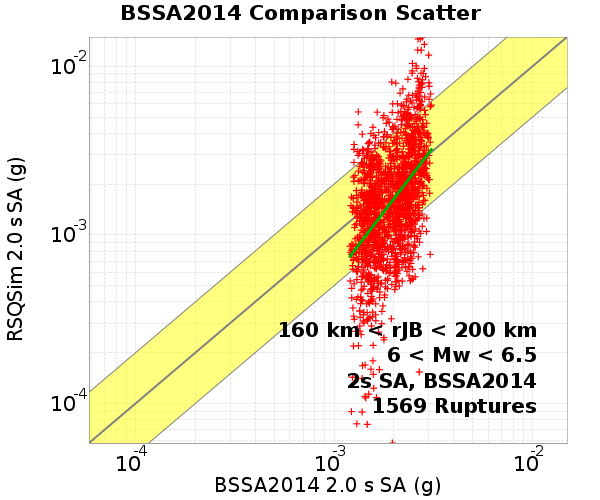 BSSA2014 Comparison Scatter
RSQSim 2.0 s SA (g)
10^-2
10^-3
10^-4
160 km < rJB < 200 km
6 < Mw < 6.5
2s SA, BSSA2014
1569 Ruptures
10^-4 10^-3 10^-2
BSSA2014 2.0 s SA (g)